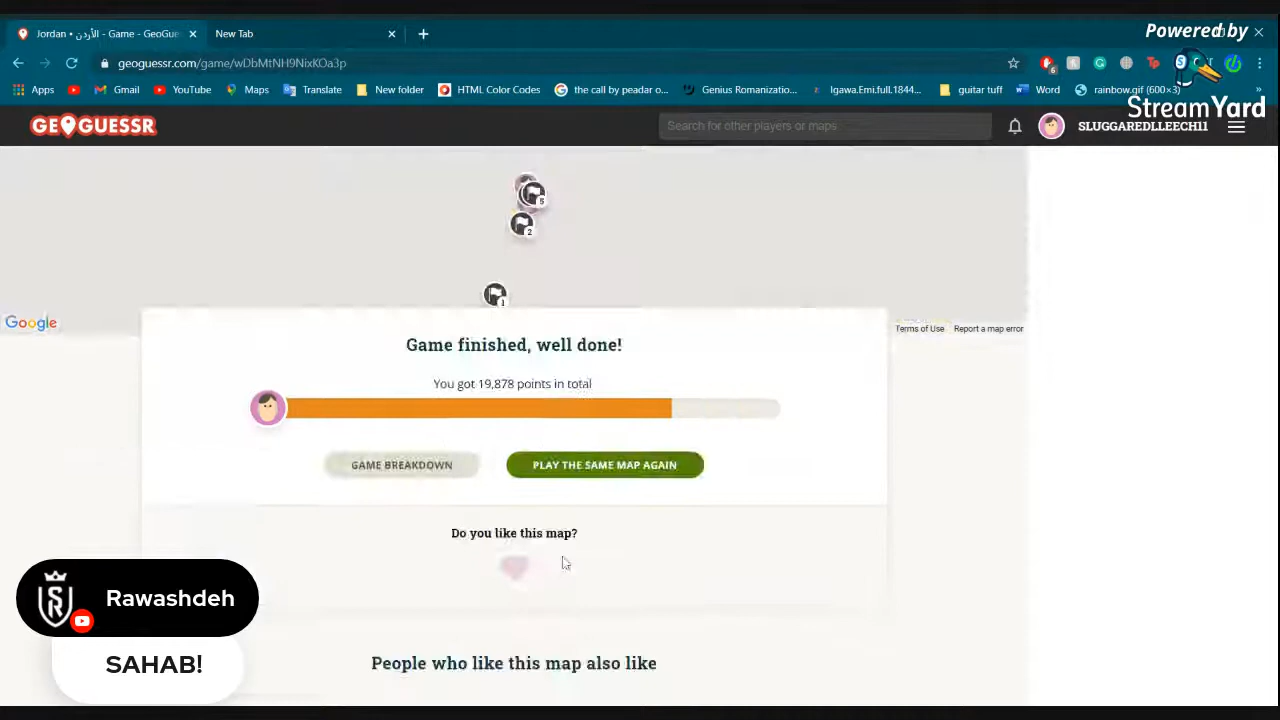 Jordan • الأردن - Game - GeoGue
New Tab
Powered by
geoguessr.com/game/wDbMtNH9NixKOa3p
Apps
Gmail
YouTube
Maps
Translate
New folder
HTML Color Codes
the call by peadar o...
Genius Romanizatio...
Igawa.Emi.full.1844...
guitar tuff
Word
rainbow.gif (600×3)
StreamYard
GEOGUESSR
Search for other players or maps
SLUGGAREDLLEECH11
5
2
1
Google
Terms of Use
Report a map error
Game finished, well done!
You got 19,878 points in total
GAME BREAKDOWN
PLAY THE SAME MAP AGAIN
Do you like this map?
Rawashdeh
SAHAB!
People who like this map also like